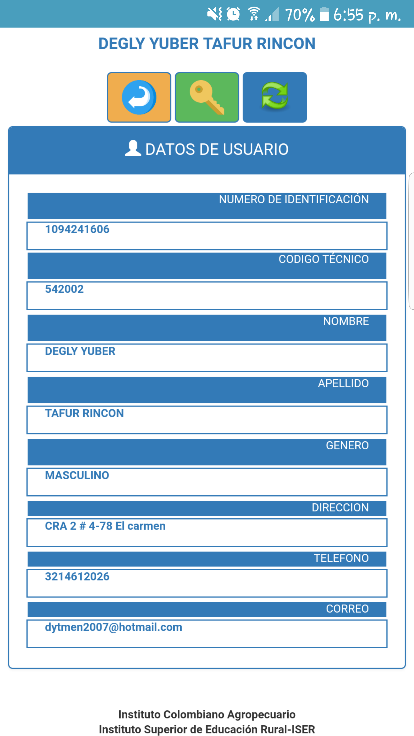 70% 6:55 p. m.
DEGLY YUBER TAFUR RINCON
DATOS DE USUARIO
NUMERO DE IDENTIFICACIÓN
1094241606
CODIGO TÉCNICO
542002
NOMBRE
DEGLY YUBER
APELLIDO
TAFUR RINCON
GENERO
MASCULINO
DIRECCION
CRA 2 # 4-78 El carmen
TELEFONO
3214612026
CORREO
dytmen2007@hotmail.com
Instituto Colombiano Agropecuario
Instituto Superior de Educación Rural-ISER